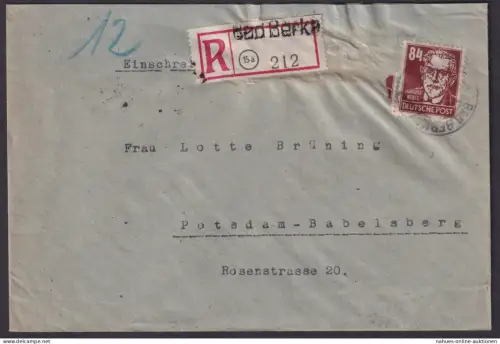 12
Einschre
R
Bad Berka
15a
212
84
DEUTSCHE POST
Frau Lotte Brüning
Potsdam-Babelsberg
Rosenstrasse 20.